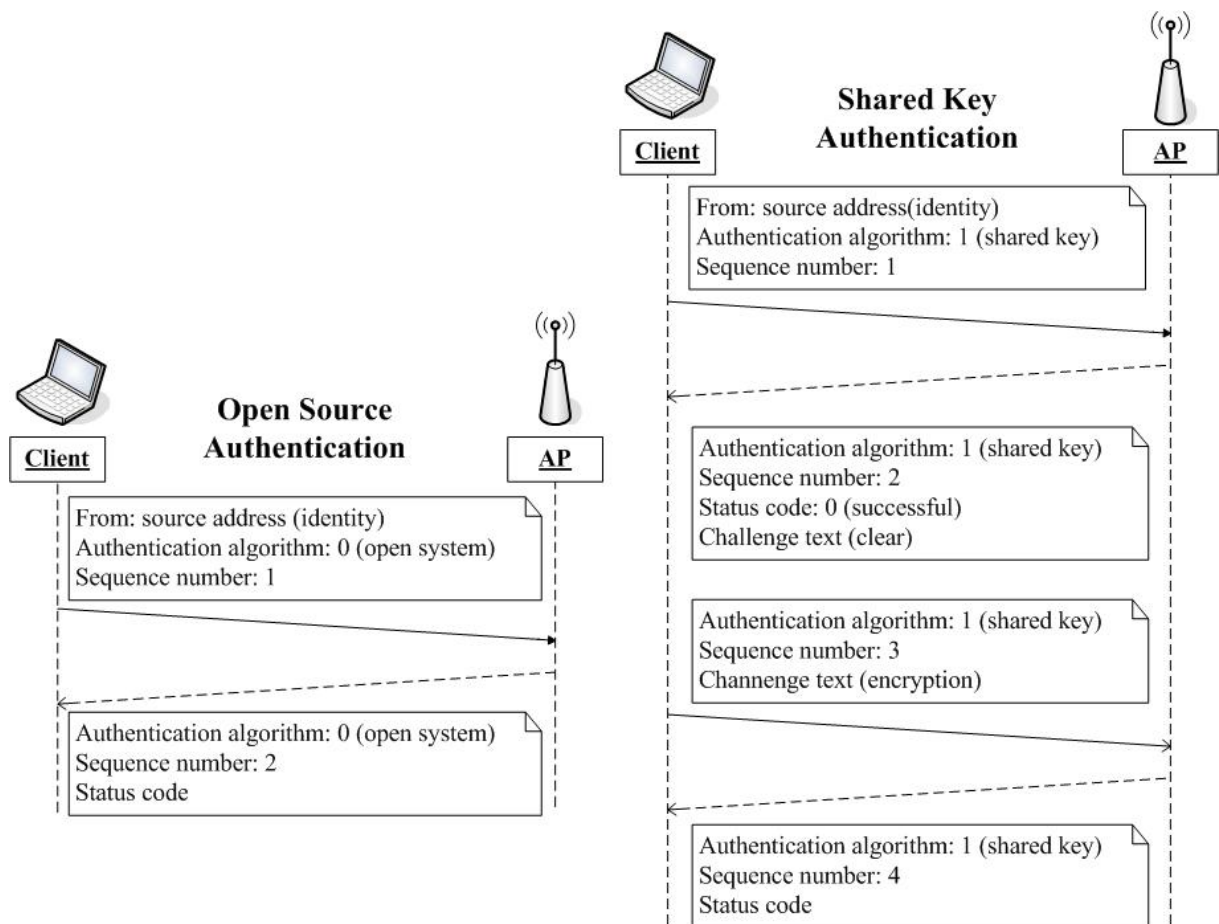 Open Source
Authentication
Client
AP
From: source address (identity)
Authentication algorithm: 0 (open system)
Sequence number: 1
Authentication algorithm: 0 (open system)
Sequence number: 2
Status code
Shared Key
Authentication
Client
AP
From: source address(identity)
Authentication algorithm: 1 (shared key)
Sequence number: 1
Authentication algorithm: 1 (shared key)
Sequence number: 2
Status code: 0 (successful)
Challenge text (clear)
Authentication algorithm: 1 (shared key)
Sequence number: 3
Channenge text (encryption)
Authentication algorithm: 1 (shared key)
Sequence number: 4
Status code